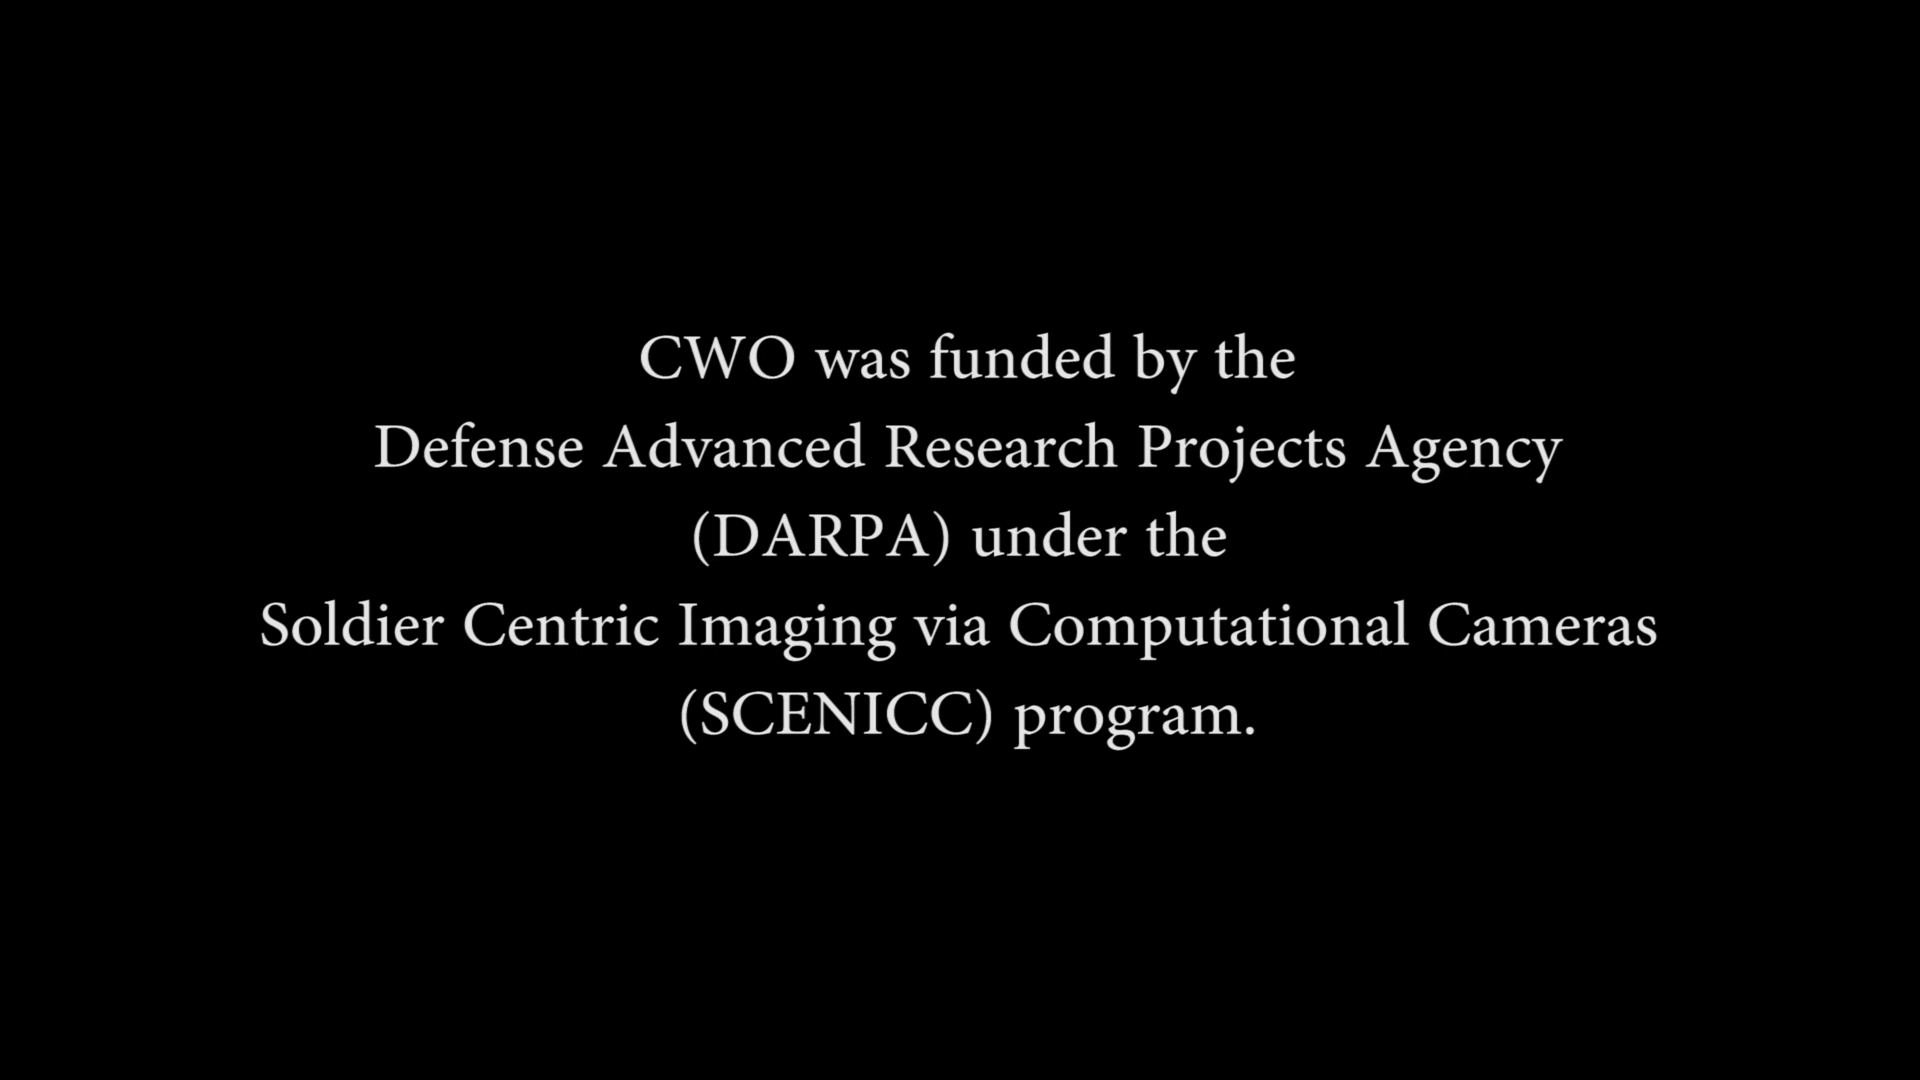 CWO was funded by the
Defense Advanced Research Projects Agency
(DARPA) under the
Soldier Centric Imaging via Computational Cameras
(SCENICC) program.